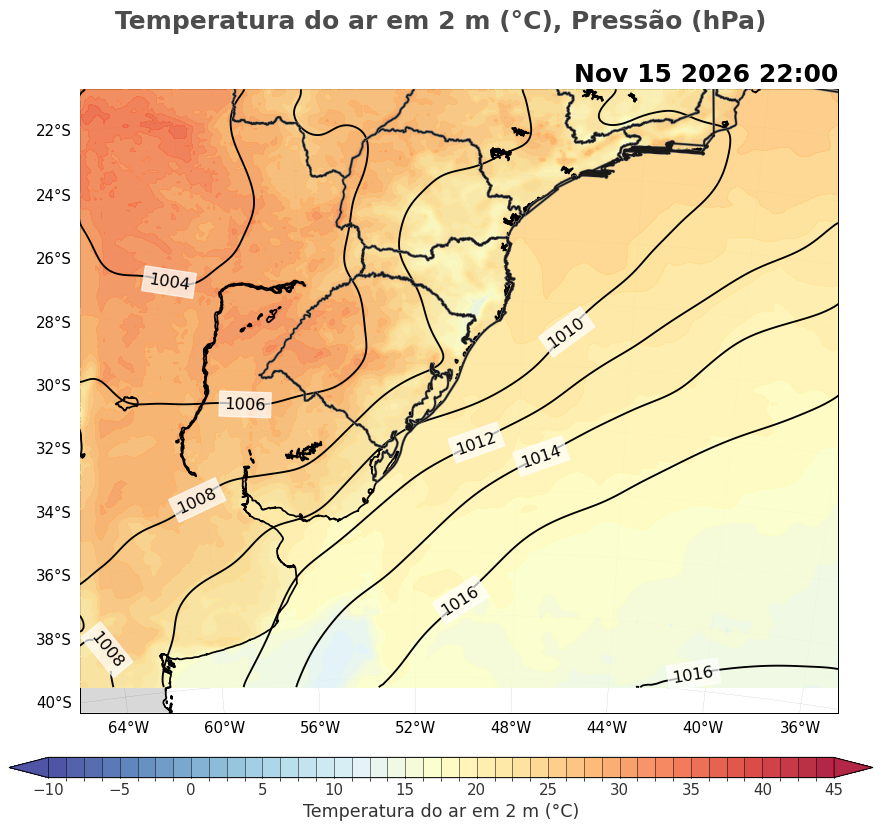 Temperatura do ar em 2 m (°C), Pressão (hPa)
Nov 15 2026 22:00
22°S
24°S
26°S
28°S
30°S
32°S
34°S
36°S
38°S
40°S
1004
1006
1008
1008
1010
1012
1014
1016
1016
64°W
60°W
56°W
52°W
48°W
44°W
40°W
36°W
−10
−5
0
5
10
15
20
25
30
35
40
45
Temperatura do ar em 2 m (°C)